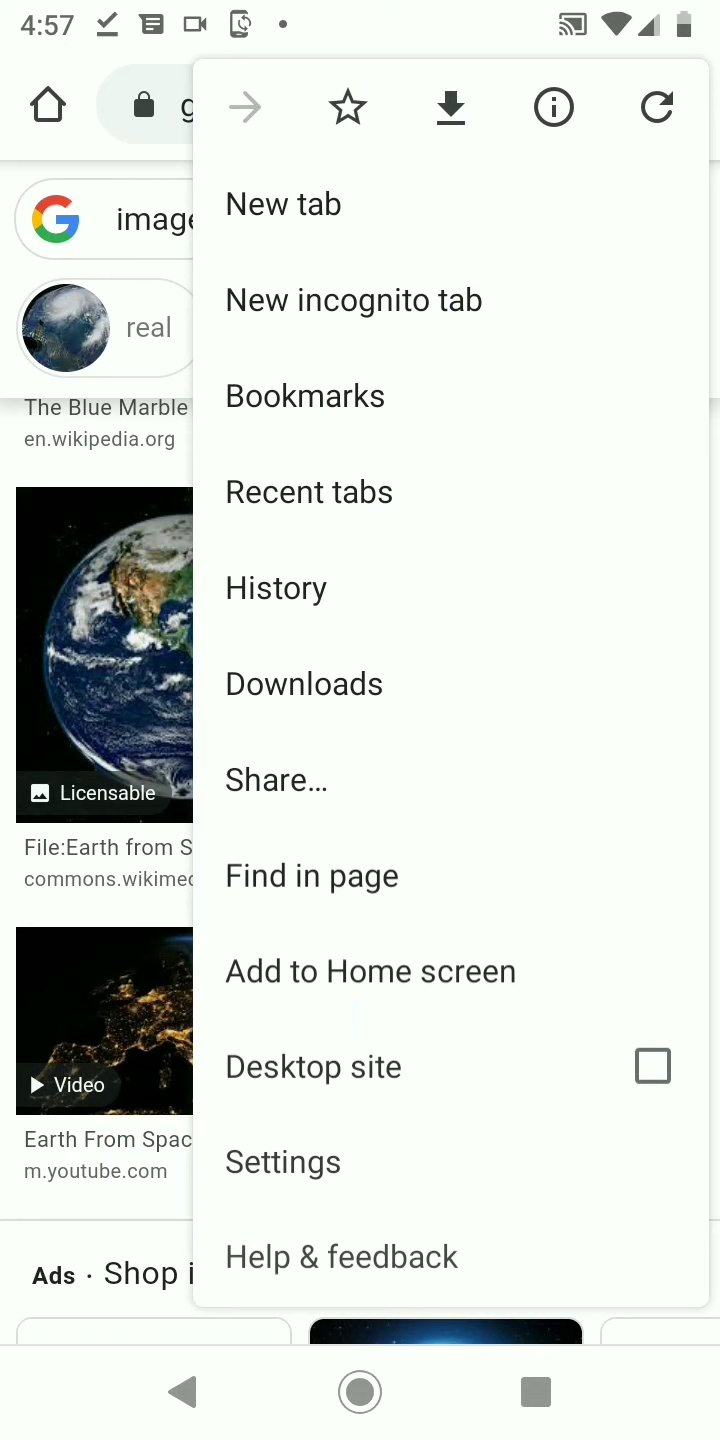 4:57
g
image
real
The Blue Marble
en.wikipedia.org
Licensable
File:Earth from S
commons.wikimed
Video
Earth From Spac
m.youtube.com
Ads · Shop i
New tab
New incognito tab
Bookmarks
Recent tabs
History
Downloads
Share…
Find in page
Add to Home screen
Desktop site
Settings
Help & feedback